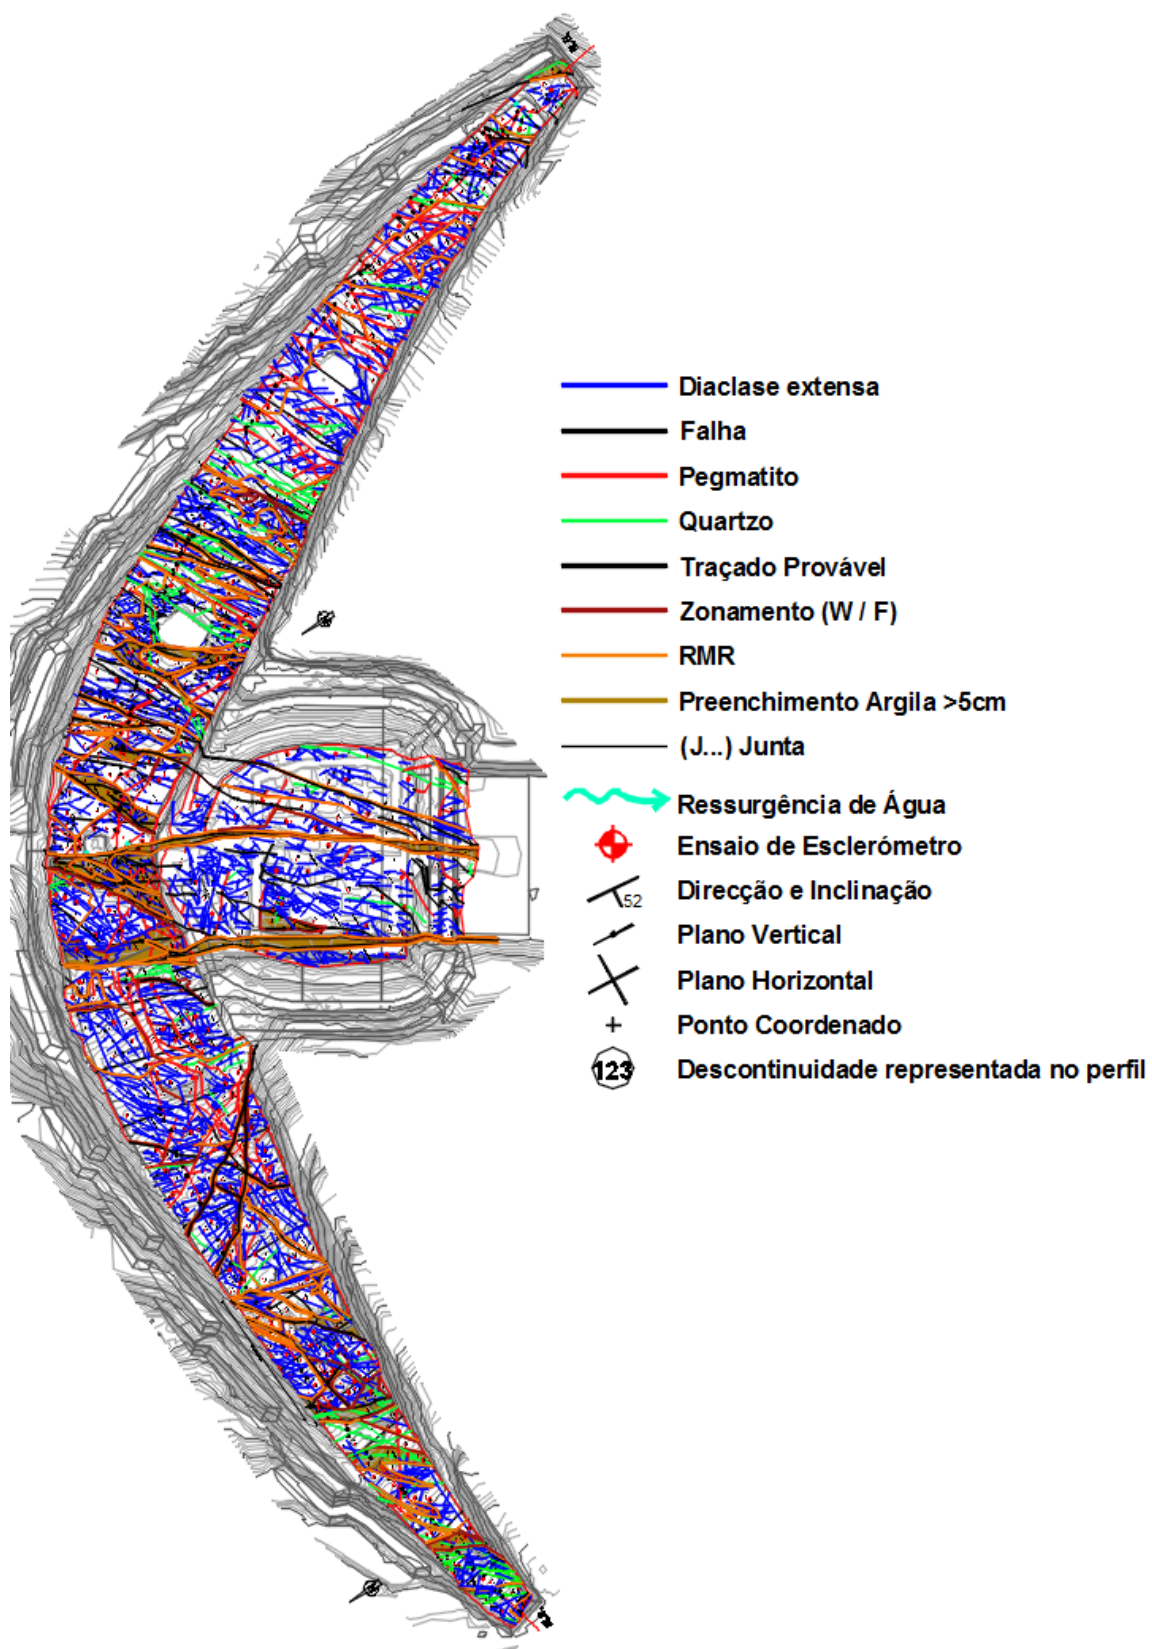 Diaclase extensa
Falha
Pegmatito
Quartzo
Traçado Provável
Zonamento (W / F)
RMR
Preenchimento Argila >5cm
(J...) Junta
Ressurgência de Água
Ensaio de Esclerómetro
52 Direcção e Inclinação
Plano Vertical
Plano Horizontal
Ponto Coordenado
123 Descontinuidade representada no perfil